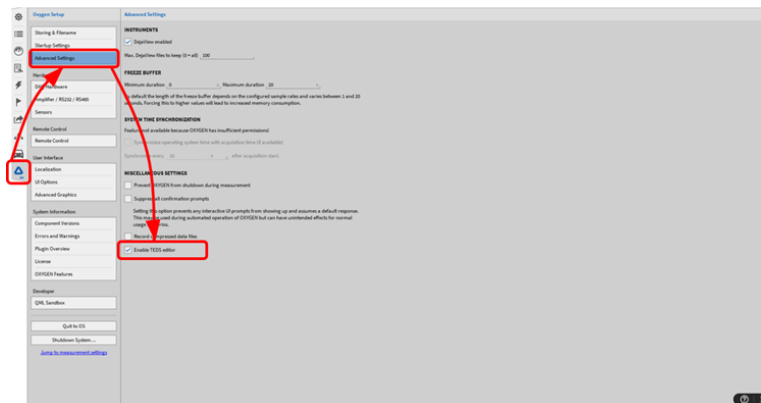 Oxygen Setup
Storing & Filename
Startup Settings
Advanced Settings
Hardware
DAQ Hardware
Amplifier / RS232 / RS485
Sensors
Remote Control
Remote Control
User Interface
Localization
UI Options
Advanced Graphics
System Information
Component Versions
Errors and Warnings
Plugin Overview
License
OXYGEN Features
Developer
QML Sandbox
Quit to OS
Shutdown System...
Jump to measurement settings
Advanced Settings
INSTRUMENTS
DejaView enabled
Max. DejaView files to keep (0 = all) 100
FREEZE BUFFER
Minimum duration 0 s, Maximum duration 20 s.
By default the length of the freeze buffer depends on the configured sample rates and varies between 1 and 20
seconds. Forcing this to higher values will lead to increased memory consumption.
SYSTEM TIME SYNCHRONIZATION
Feature not available because OXYGEN has insufficient permissions!
Synchronize operating system time with acquisition time (if available)
Synchronize every 10 s, after acquisition start.
MISCELLANEOUS SETTINGS
Prevent OXYGEN from shutdown during measurement
Suppress all confirmation prompts
Setting this option prevents any interactive UI prompts from showing up and assumes a default response.
This may be used during automated operation of OXYGEN but can have unintended effects for normal
usage
Record compressed data files
Enable TEDS editor